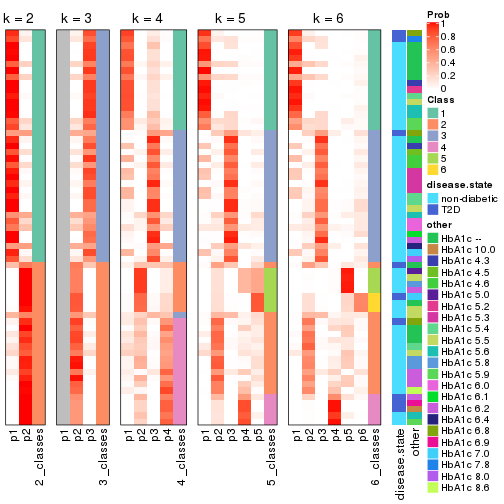 k = 2
k = 3
k = 4
k = 5
k = 6
p1
p2
2_classes
p1
p2
p3
3_classes
p1
p2
p3
p4
4_classes
p1
p2
p3
p4
p5
5_classes
p1
p2
p3
p4
p5
p6
6_classes
disease.state
other
Prob
1
0.8
0.6
0.4
0.2
0
Class
1
2
3
4
5
6
disease.state
non-diabetic
T2D
other
HbA1c --
HbA1c 10.0
HbA1c 4.3
HbA1c 4.5
HbA1c 4.6
HbA1c 5.0
HbA1c 5.2
HbA1c 5.3
HbA1c 5.4
HbA1c 5.5
HbA1c 5.6
HbA1c 5.8
HbA1c 5.9
HbA1c 6.0
HbA1c 6.1
HbA1c 6.2
HbA1c 6.4
HbA1c 6.8
HbA1c 6.9
HbA1c 7.0
HbA1c 7.8
HbA1c 8.0
HbA1c 8.6